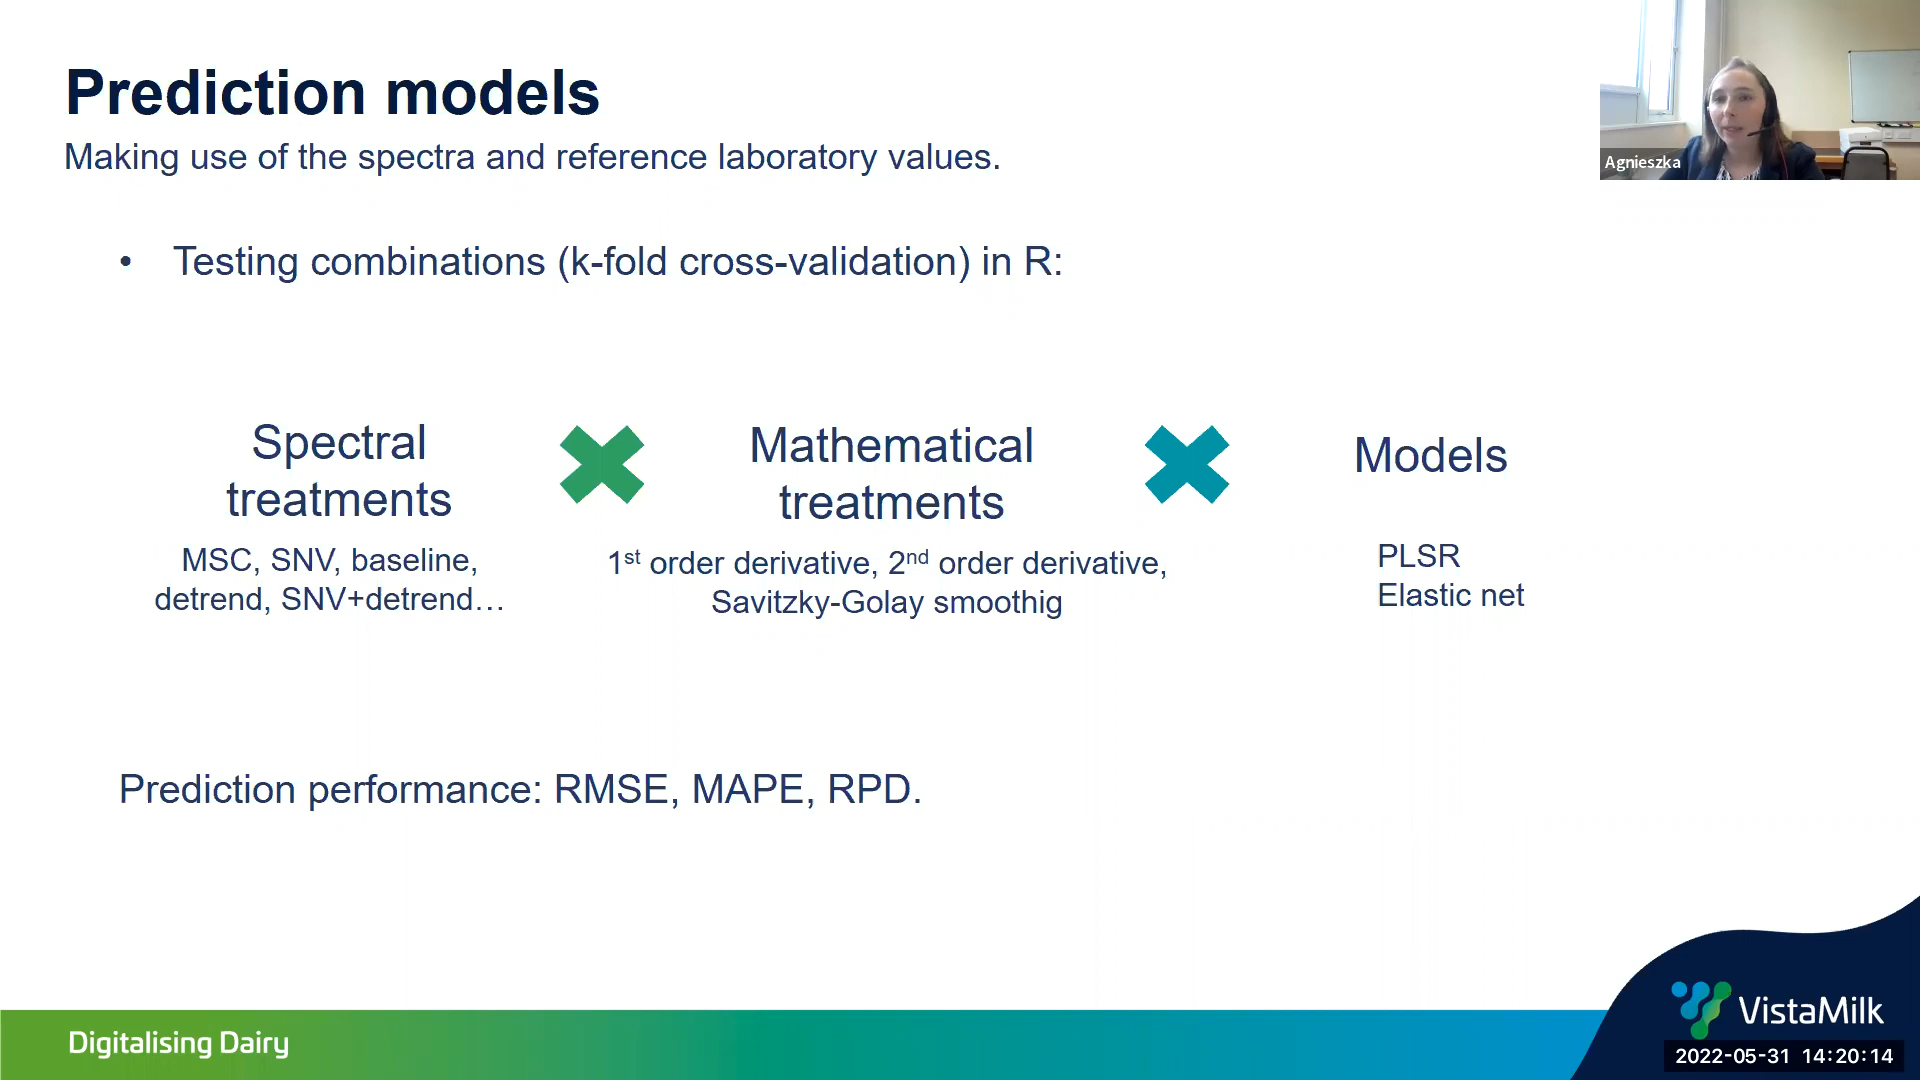 Prediction models
Making use of the spectra and reference laboratory values.
Agnieszka
• Testing combinations (k-fold cross-validation) in R:
Spectral
treatments
MSC, SNV, baseline,
detrend, SNV+detrend…
Mathematical
treatments
1st order derivative, 2nd order derivative,
Savitzky-Golay smoothig
Models
PLSR
Elastic net
Prediction performance: RMSE, MAPE, RPD.
Digitalising Dairy
VistaMilk
2022-05-31 14:20:14